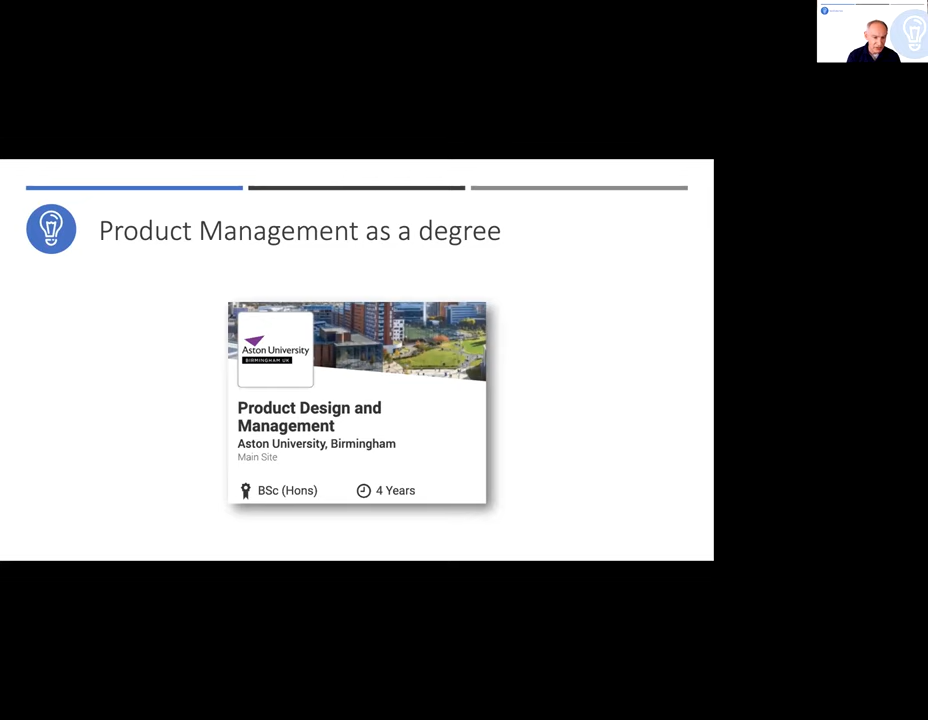 Product Management as a degree
Aston University
BIRMINGHAM UK
Product Design and
Management
Aston University, Birmingham
Main Site
BSc (Hons)
4 Years